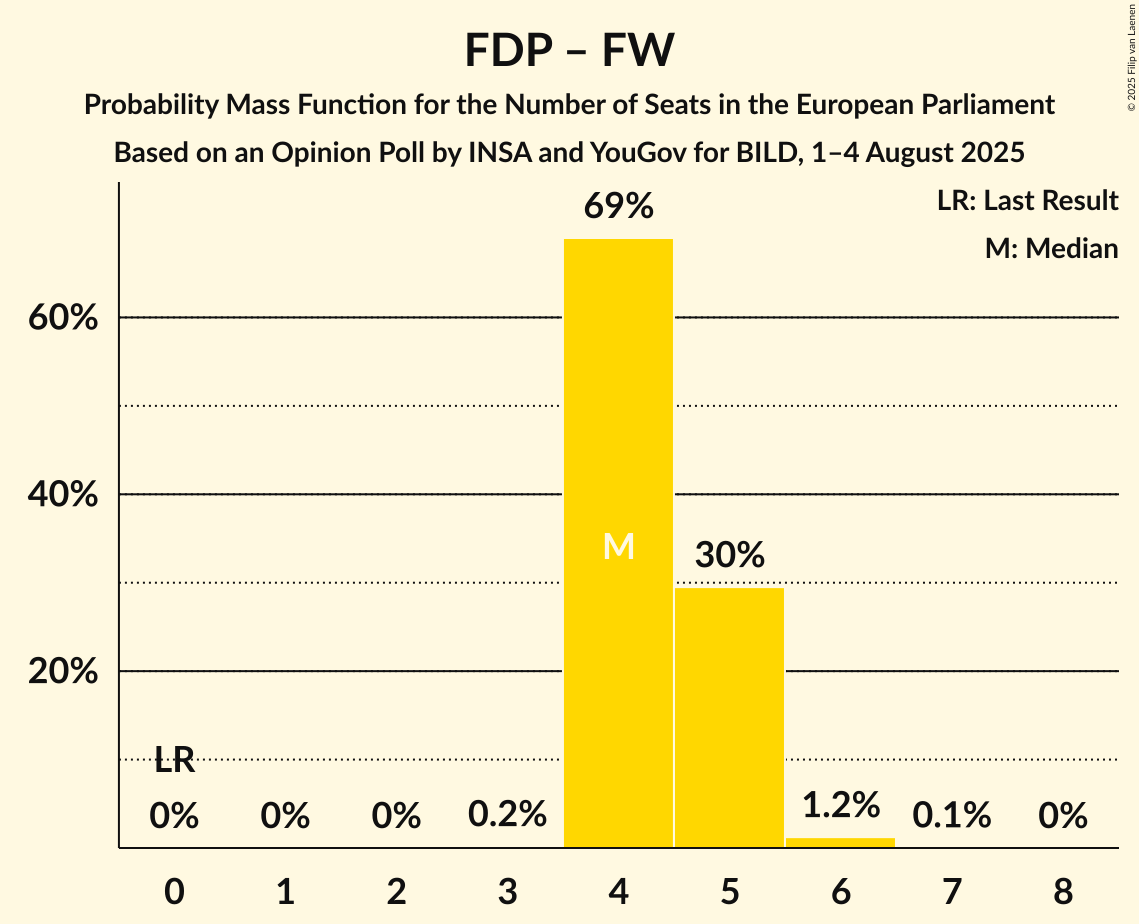 FDP – FW
Probability Mass Function for the Number of Seats in the European Parliament
Based on an Opinion Poll by INSA and YouGov for BILD, 1–4 August 2025
© 2025 Filip van Laenen
LR: Last Result
M: Median
69%
60%
40%
M
30%
20%
LR
0%
0%
0%
0.2%
1.2%
0.1%
0%
0
1
2
3
4
5
6
7
8